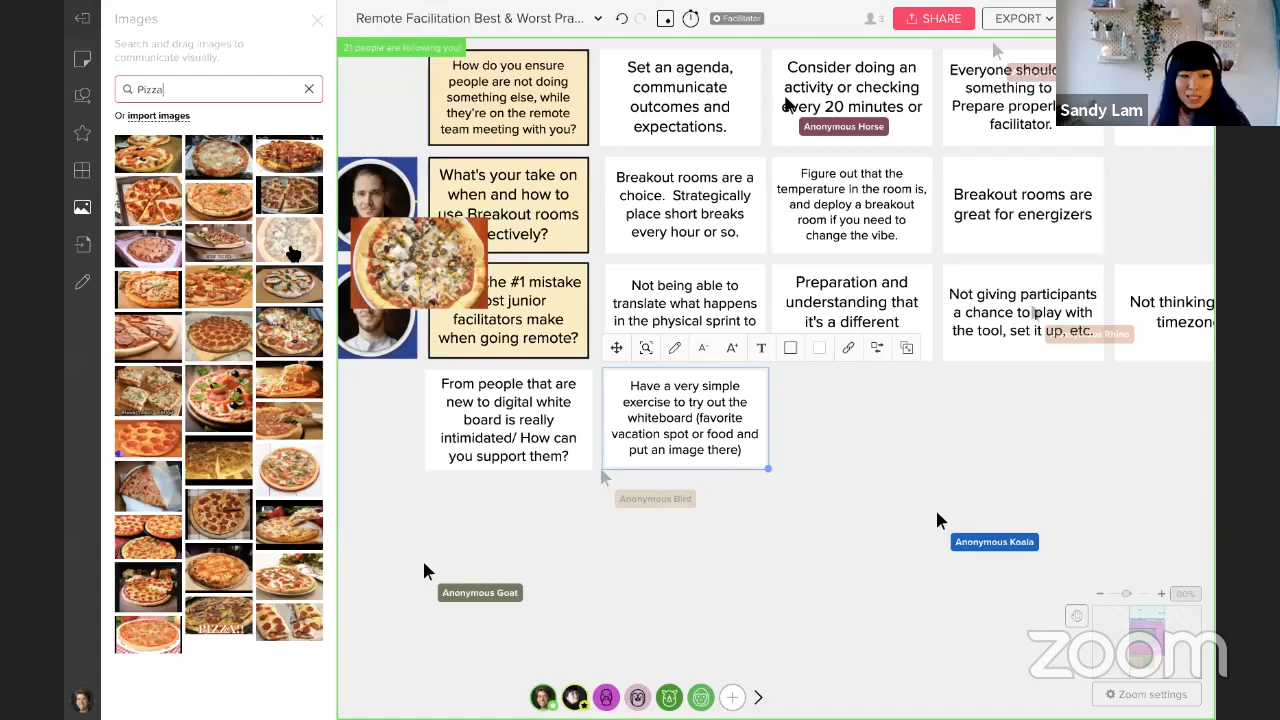 Images
Search and drag images to
communicate visually.
Pizza
Or import images
PIZZA!!
Remote Facilitation Best & Worst Pra...
Facilitator
3
SHARE
EXPORT
21 people are following you!
Sandy Lam
How do you ensure
people are not doing
something else, while
they're on the remote
team meeting with you?
Set an agenda,
communicate
outcomes and
expectations.
Consider doing an
activity or checking
every 20 minutes or
Anonymous Horse
Everyone should
something to
Prepare
facilitator.
What's your take on
when and how to
use Breakout rooms
ectively?
Breakout rooms are a
choice. Strategically
place short breaks
every hour or so.
Figure out that the
temperature in the room is,
and deploy a breakout
room if you need to
change the vibe.
Breakout rooms are
great for energizers
the #1 mistake
ost junior
facilitators make
when going remote?
Not being able to
translate what happens
in the physical sprint to
Preparation and
understanding that
it's a different
Not giving participants
a chance to play with
the tool, set it up, etc.
Anonymous Rhino
Not thinking
timezone
From people that are
new to digital white
board is really
intimidated/ How can
you support them?
Have a very simple
exercise to try out the
whiteboard (favorite
vacation spot or food and
put an image there)
Anonymous Bird
Anonymous Koala
Anonymous Goat
80%
zoom
Zoom settings